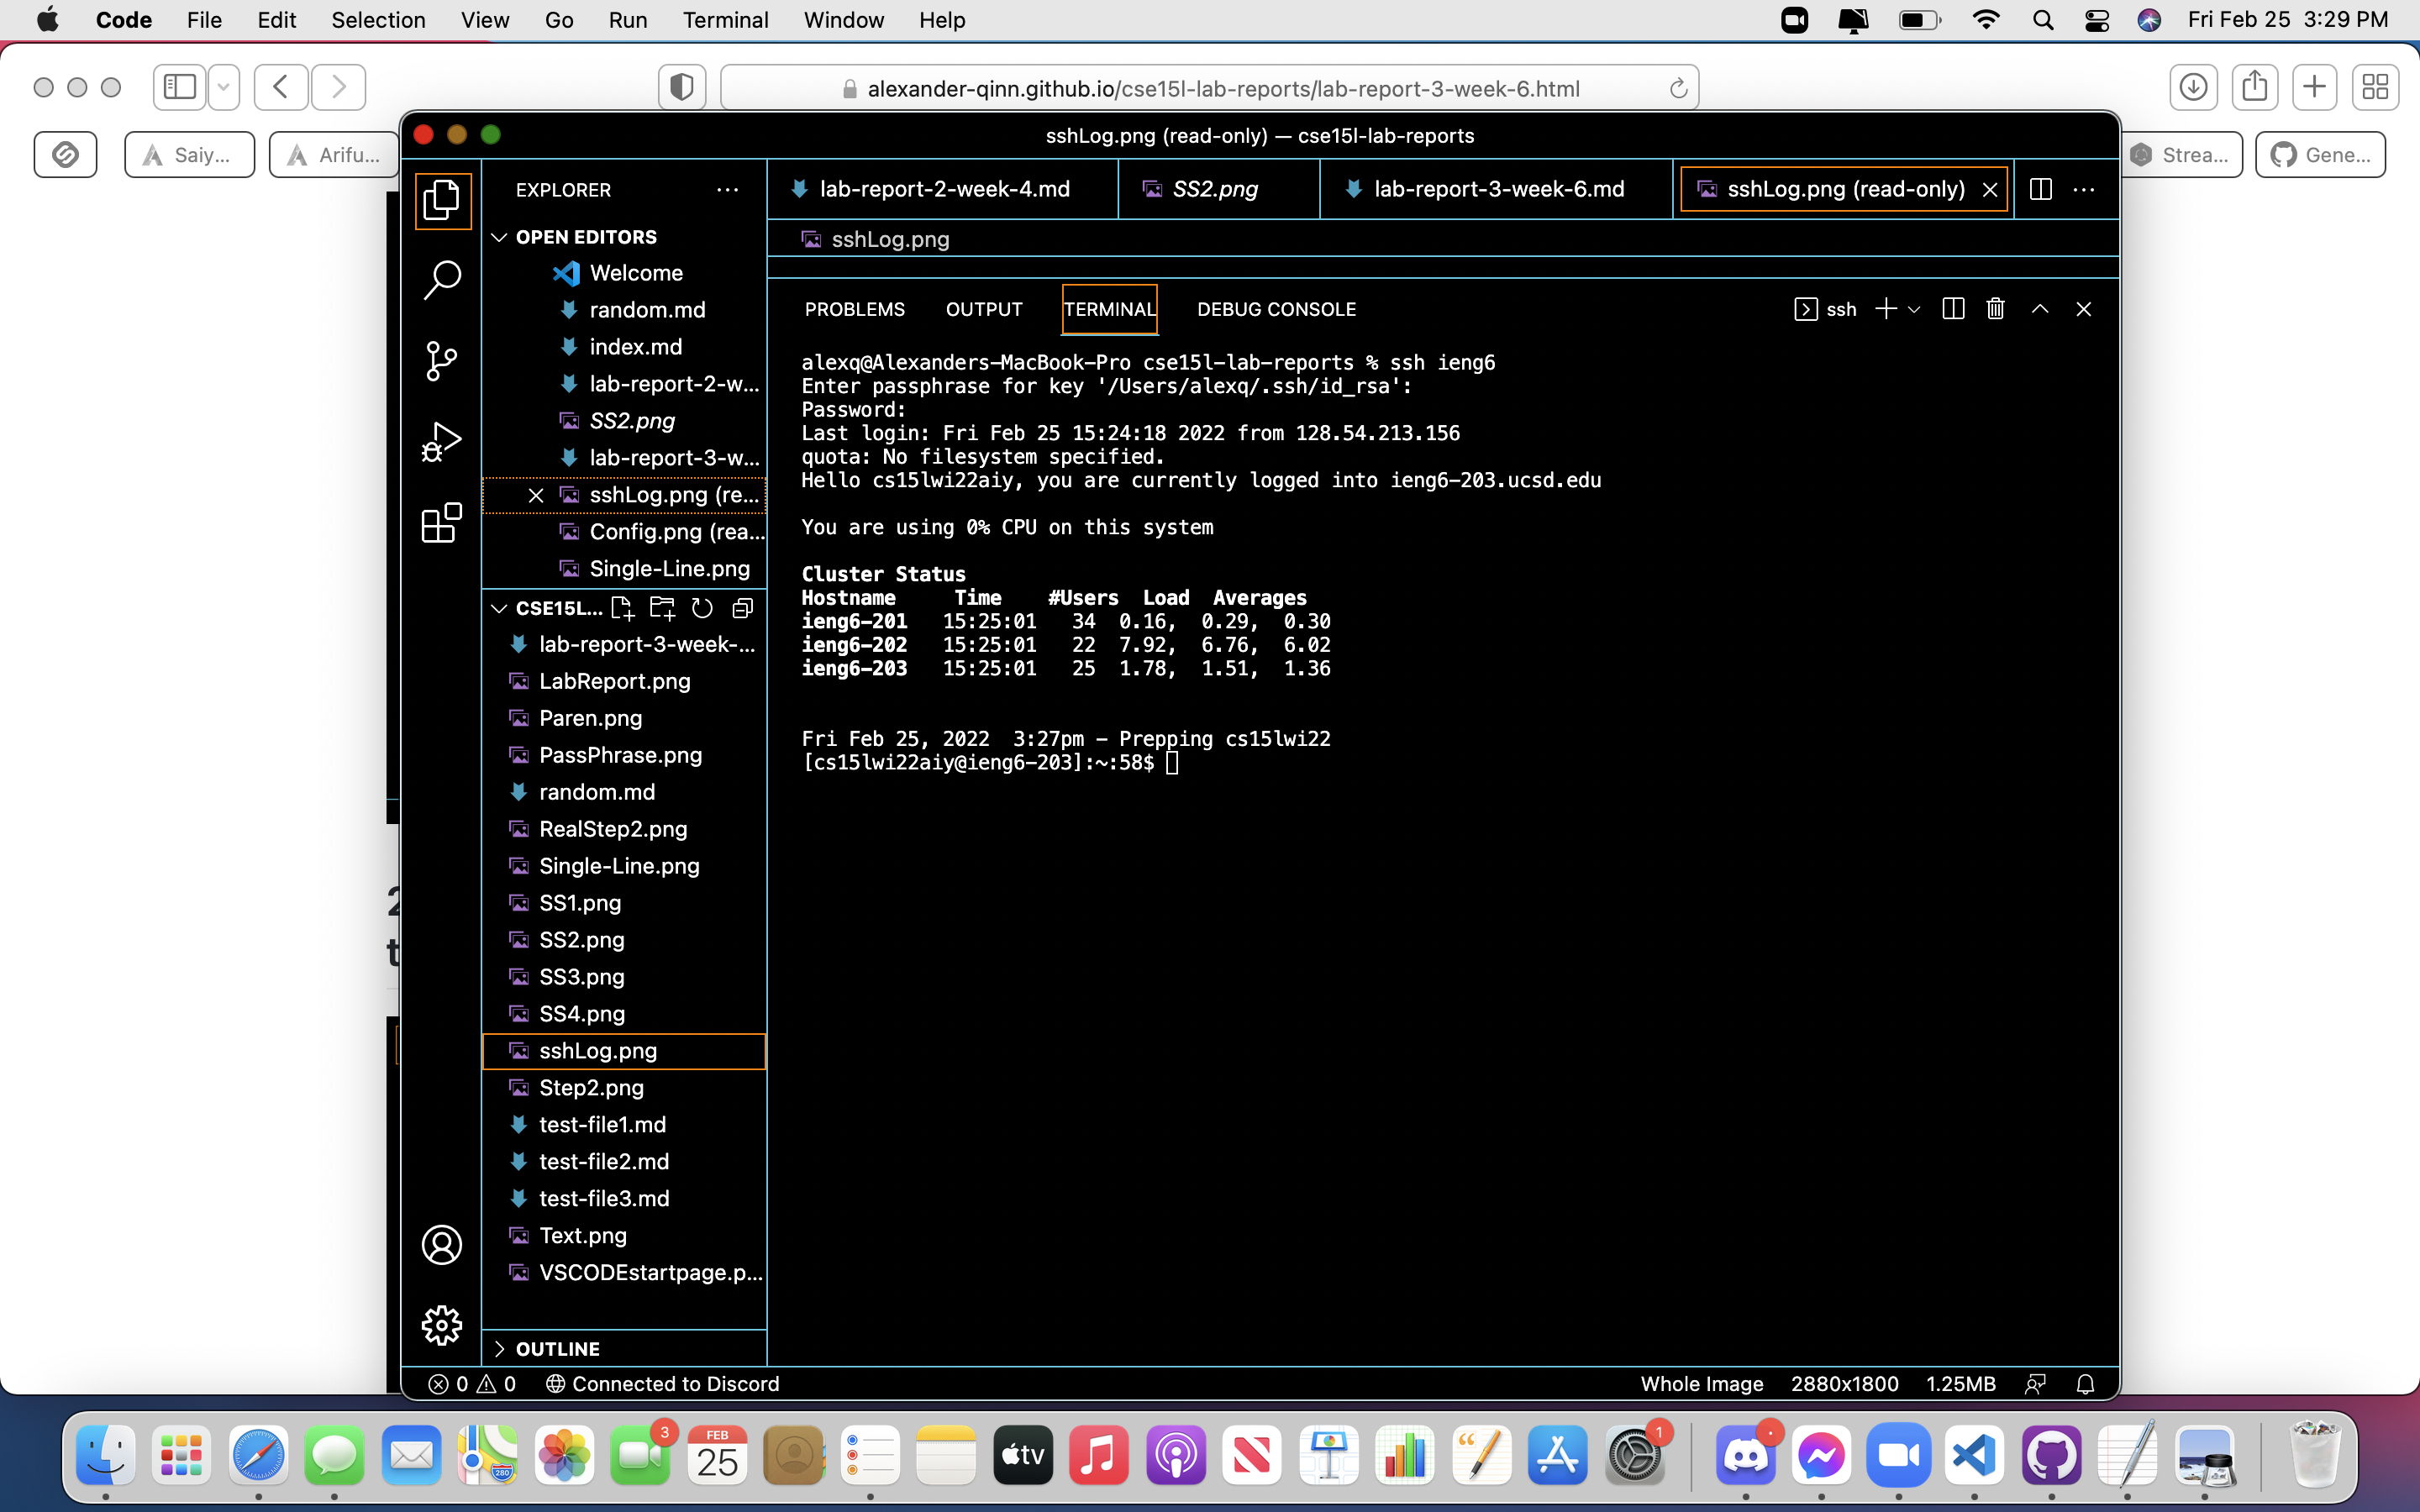 Code File Edit Selection View Go Run Terminal Window Help Fri Feb 25 3:29 PM
alexander-qinn.github.io/cse15l-lab-reports/lab-report-3-week-6.html
Saiy... Arifu... Strea... Gene...
sshLog.png (read-only) — cse15l-lab-reports
EXPLORER
lab-report-2-week-4.md SS2.png lab-report-3-week-6.md sshLog.png (read-only)
sshLog.png
OPEN EDITORS
Welcome
random.md
index.md
lab-report-2-w...
SS2.png
lab-report-3-w...
sshLog.png (re...
Config.png (rea...
Single-Line.png
CSE15L...
lab-report-3-week-...
LabReport.png
Paren.png
PassPhrase.png
random.md
RealStep2.png
Single-Line.png
SS1.png
SS2.png
SS3.png
SS4.png
sshLog.png
Step2.png
test-file1.md
test-file2.md
test-file3.md
Text.png
VSCODEstartpage.p...
OUTLINE
PROBLEMS OUTPUT TERMINAL DEBUG CONSOLE ssh
alexq@Alexanders-MacBook-Pro cse15l-lab-reports % ssh ieng6
Enter passphrase for key '/Users/alexq/.ssh/id_rsa':
Password:
Last login: Fri Feb 25 15:24:18 2022 from 128.54.213.156
quota: No filesystem specified.
Hello cs15lwi22aiy, you are currently logged into ieng6-203.ucsd.edu
You are using 0% CPU on this system
Cluster Status
Hostname Time #Users Load Averages
ieng6-201 15:25:01 34 0.16, 0.29, 0.30
ieng6-202 15:25:01 22 7.92, 6.76, 6.02
ieng6-203 15:25:01 25 1.78, 1.51, 1.36
Fri Feb 25, 2022 3:27pm - Prepping cs15lwi22
[cs15lwi22aiy@ieng6-203]:~:58$
0 0 Connected to Discord Whole Image 2880x1800 1.25MB
3 FEB 25 tv 1
280